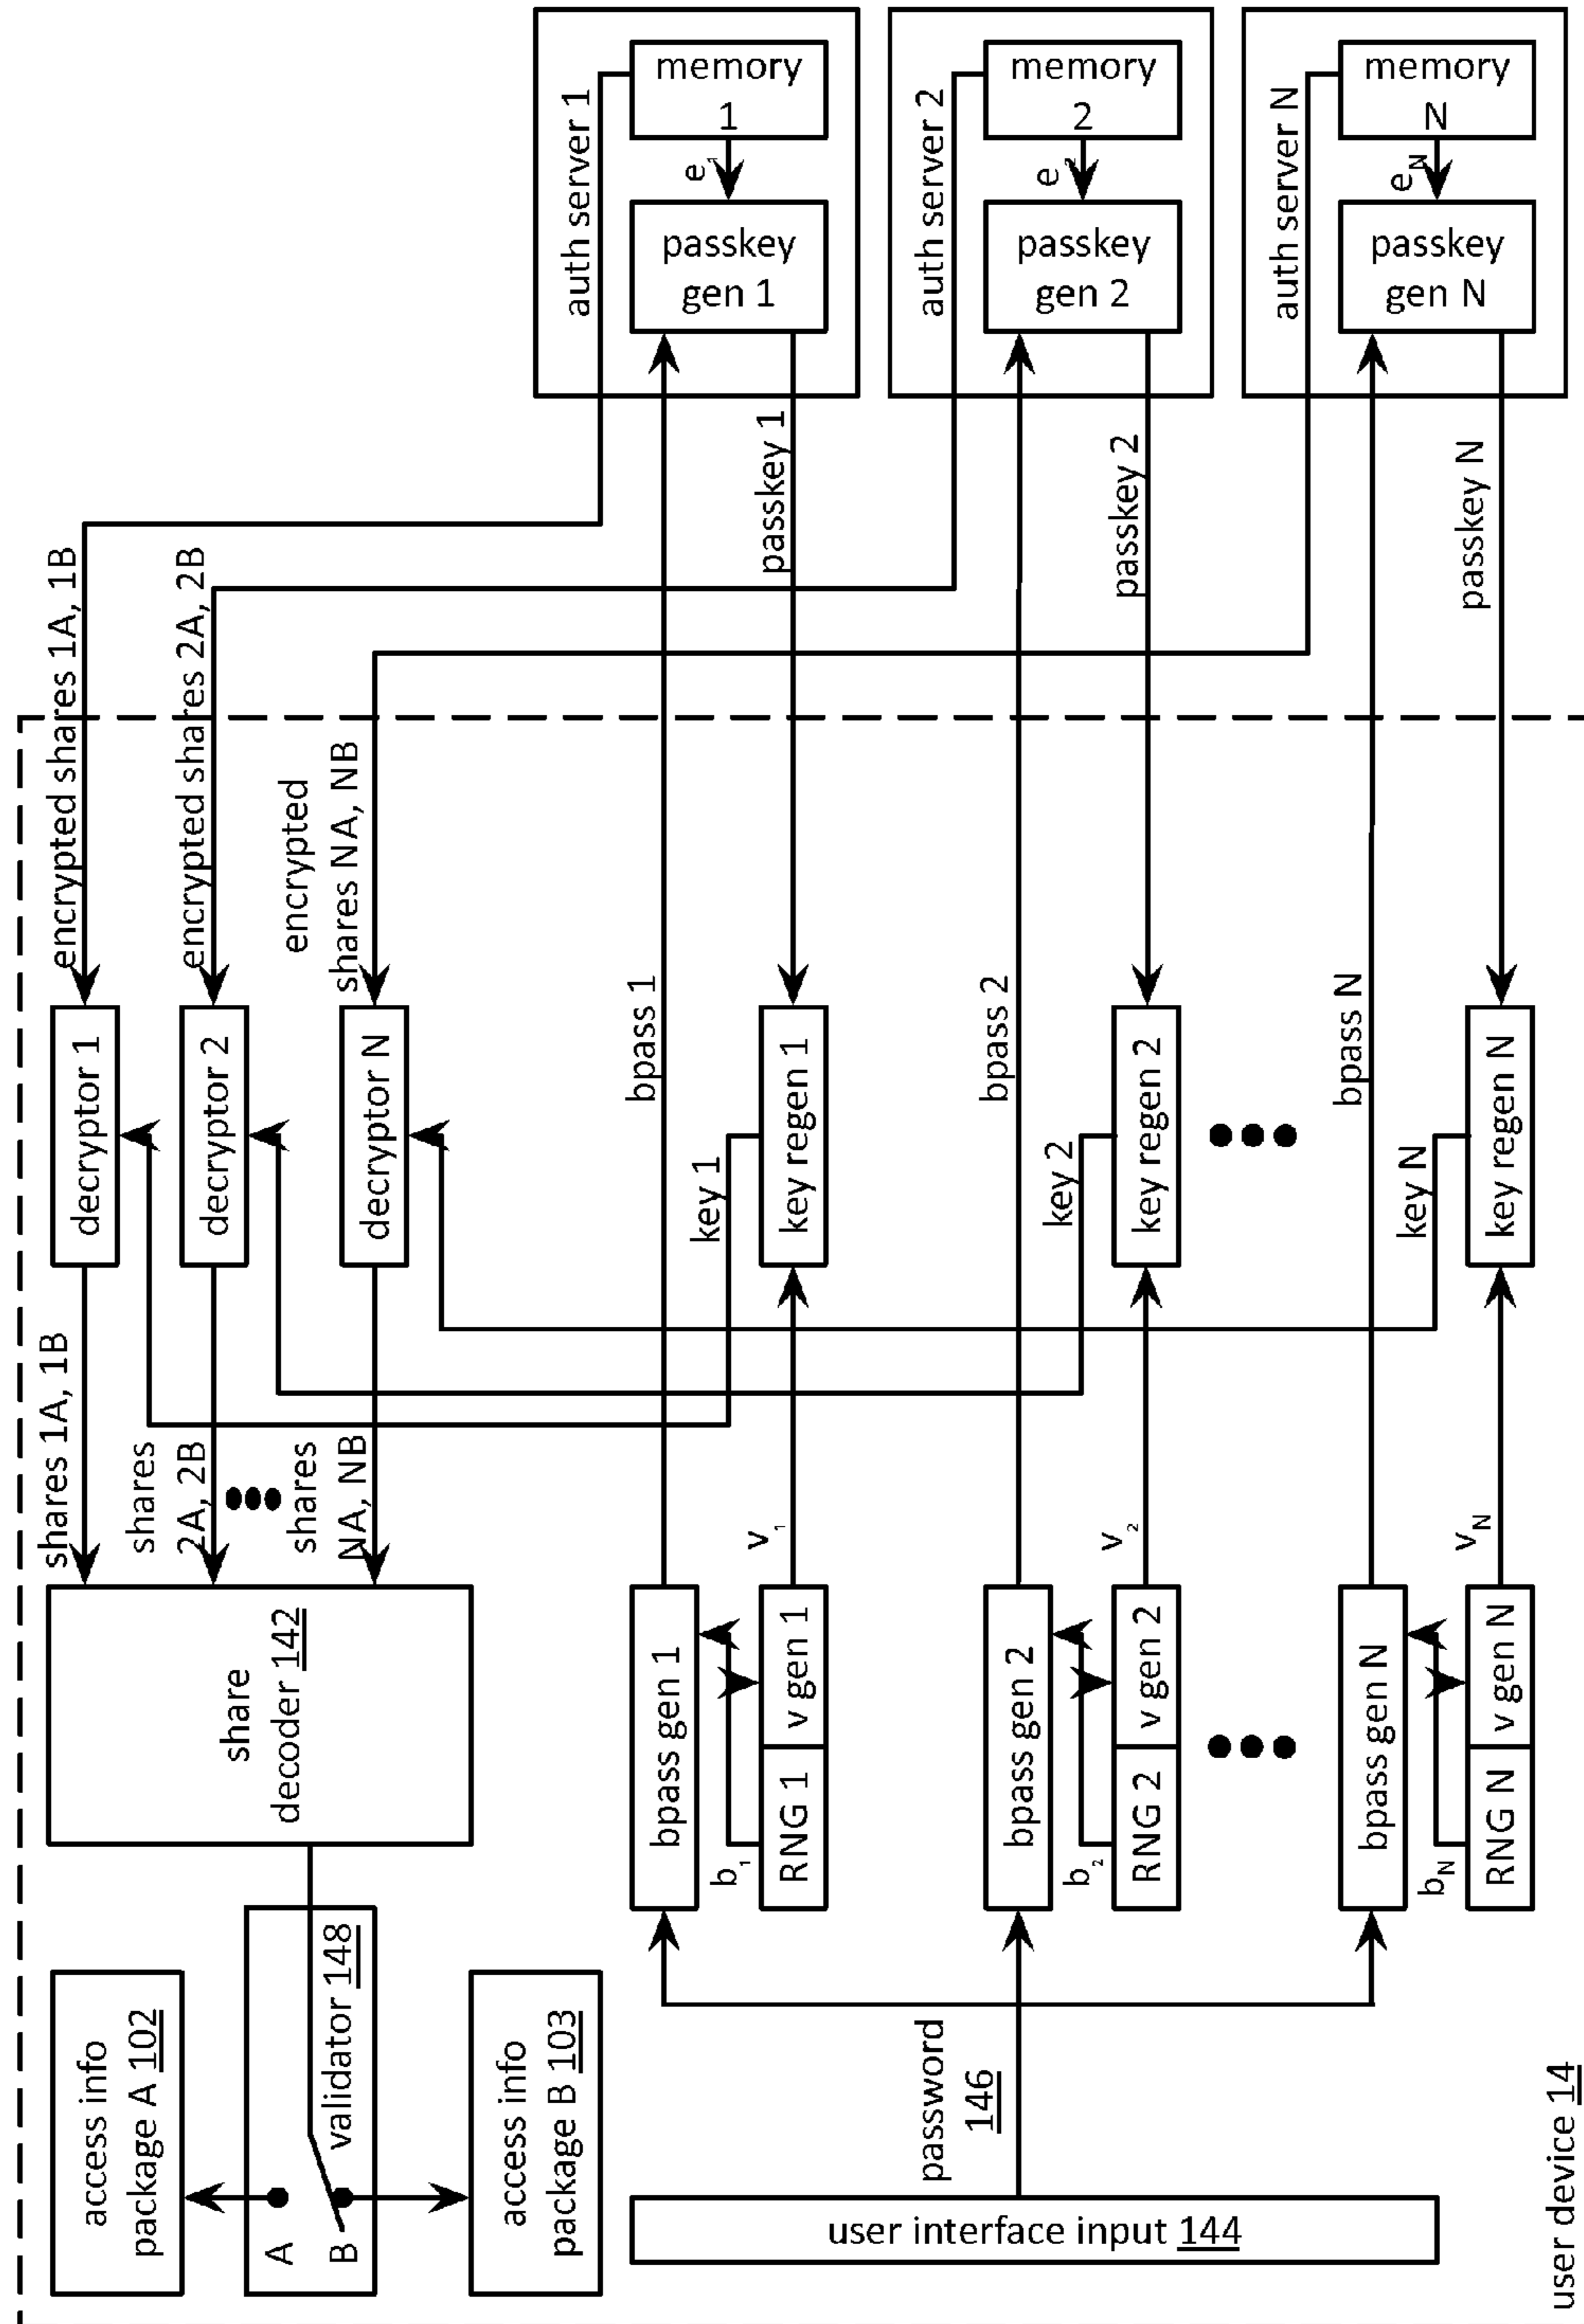 access info
package A 102
A
B
validator 148
access info
package B 103
share
decoder 142
shares 1A, 1B
shares
2A, 2B
shares
NA, NB
decryptor 1
decryptor 2
decryptor N
encrypted shares 1A, 1B
encrypted shares 2A, 2B
encrypted
shares NA, NB
user interface input 144
password
146
bpass gen 1
b1
RNG 1
v gen 1
v1
bpass 1
key 1
key regen 1
passkey 1
auth server 1
passkey
gen 1
e1
memory
1
bpass gen 2
b2
RNG 2
v gen 2
v2
bpass 2
key 2
key regen 2
passkey 2
auth server 2
passkey
gen 2
e2
memory
2
bpass gen N
bN
RNG N
v gen N
vN
bpass N
key N
key regen N
passkey N
auth server N
passkey
gen N
eN
memory
N
user device 14